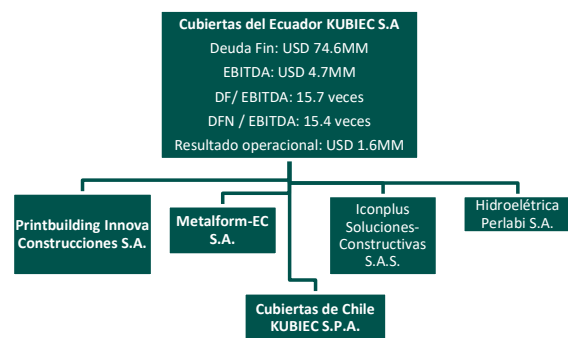 Cubiertas del Ecuador KUBIEC S.A
Deuda Fin: USD 74.6MM
EBITDA: USD 4.7MM
DF/ EBITDA: 15.7 veces
DFN / EBITDA: 15.4 veces
Resultado operacional: USD 1.6MM
Printbuilding Innova
Construcciones S.A.
Metalform-EC
S.A.
Iconplus
Soluciones-
Constructivas
S.A.S.
Hidroelétrica
Perlabi S.A.
Cubiertas de Chile
KUBIEC S.P.A.